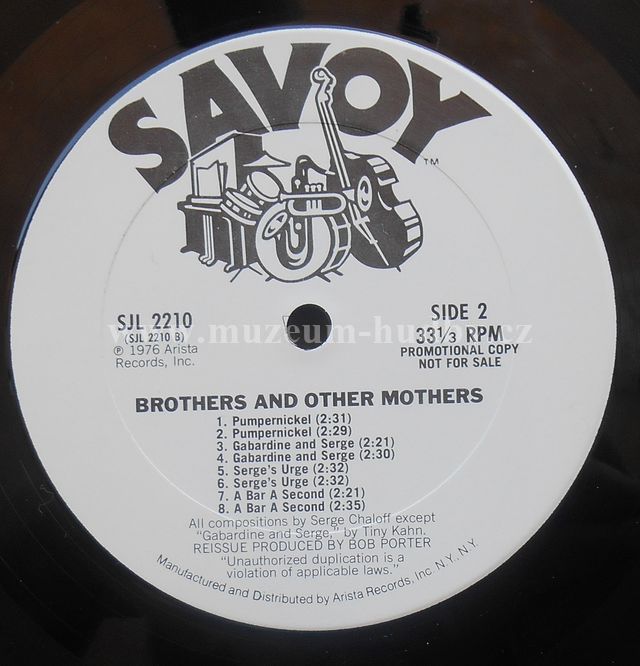 SAVOY
™
SJL 2210
(SJL 2210 B)
℗ 1976 Arista
Records, Inc.
SIDE 2
33⅓ RPM
PROMOTIONAL COPY
NOT FOR SALE
BROTHERS AND OTHER MOTHERS
1. Pumpernickel (2:31)
2. Pumpernickel (2:29)
3. Gabardine and Serge (2:21)
4. Gabardine and Serge (2:30)
5. Serge's Urge (2:32)
6. Serge's Urge (2:32)
7. A Bar A Second (2:21)
8. A Bar A Second (2:35)
All compositions by Serge Chaloff except
"Gabardine and Serge," by Tiny Kahn.
REISSUE PRODUCED BY BOB PORTER
"Unauthorized duplication is a
violation of applicable laws."
Manufactured and Distributed by Arista Records, Inc. N.Y., N.Y.